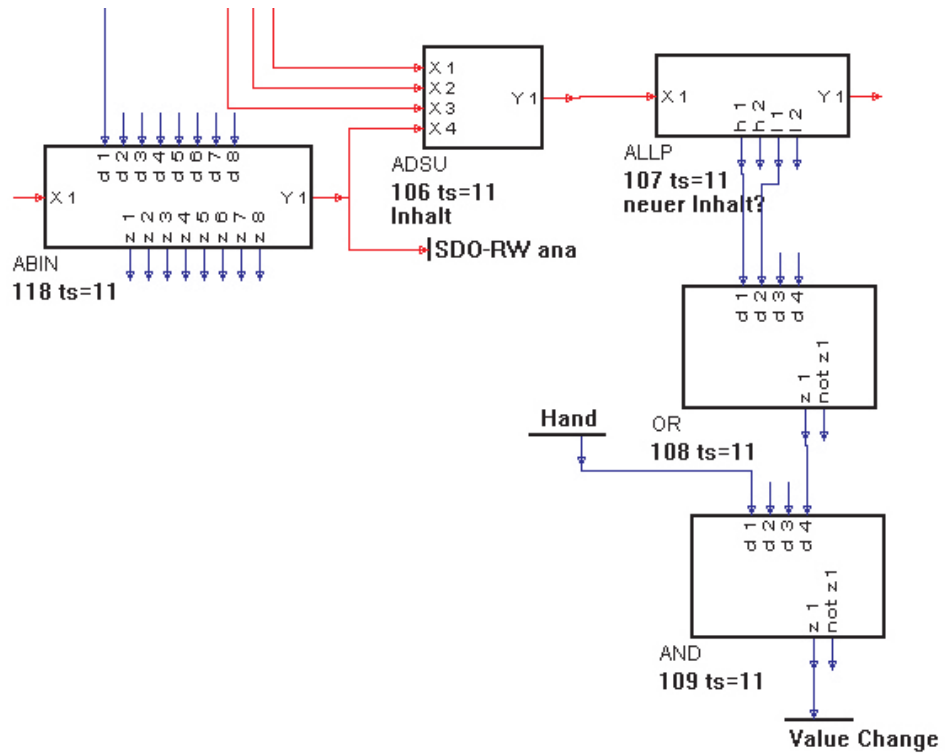 X 1
X 2
X 3
X 4
Y 1
ADSU
106 ts=11
Inhalt
X 1
Y 1
h 1
h 2
l 1
l 2
ALLP
107 ts=11
neuer Inhalt?
d 1
d 2
d 3
d 4
d 5
d 6
d 7
d 8
X 1
Y 1
z 1
z 2
z 3
z 4
z 5
z 6
z 7
z 8
ABIN
118 ts=11
SDO-RW ana
d 1
d 2
d 3
d 4
z 1
not z1
OR
108 ts=11
Hand
d 1
d 2
d 3
d 4
z 1
not z1
AND
109 ts=11
Value Change